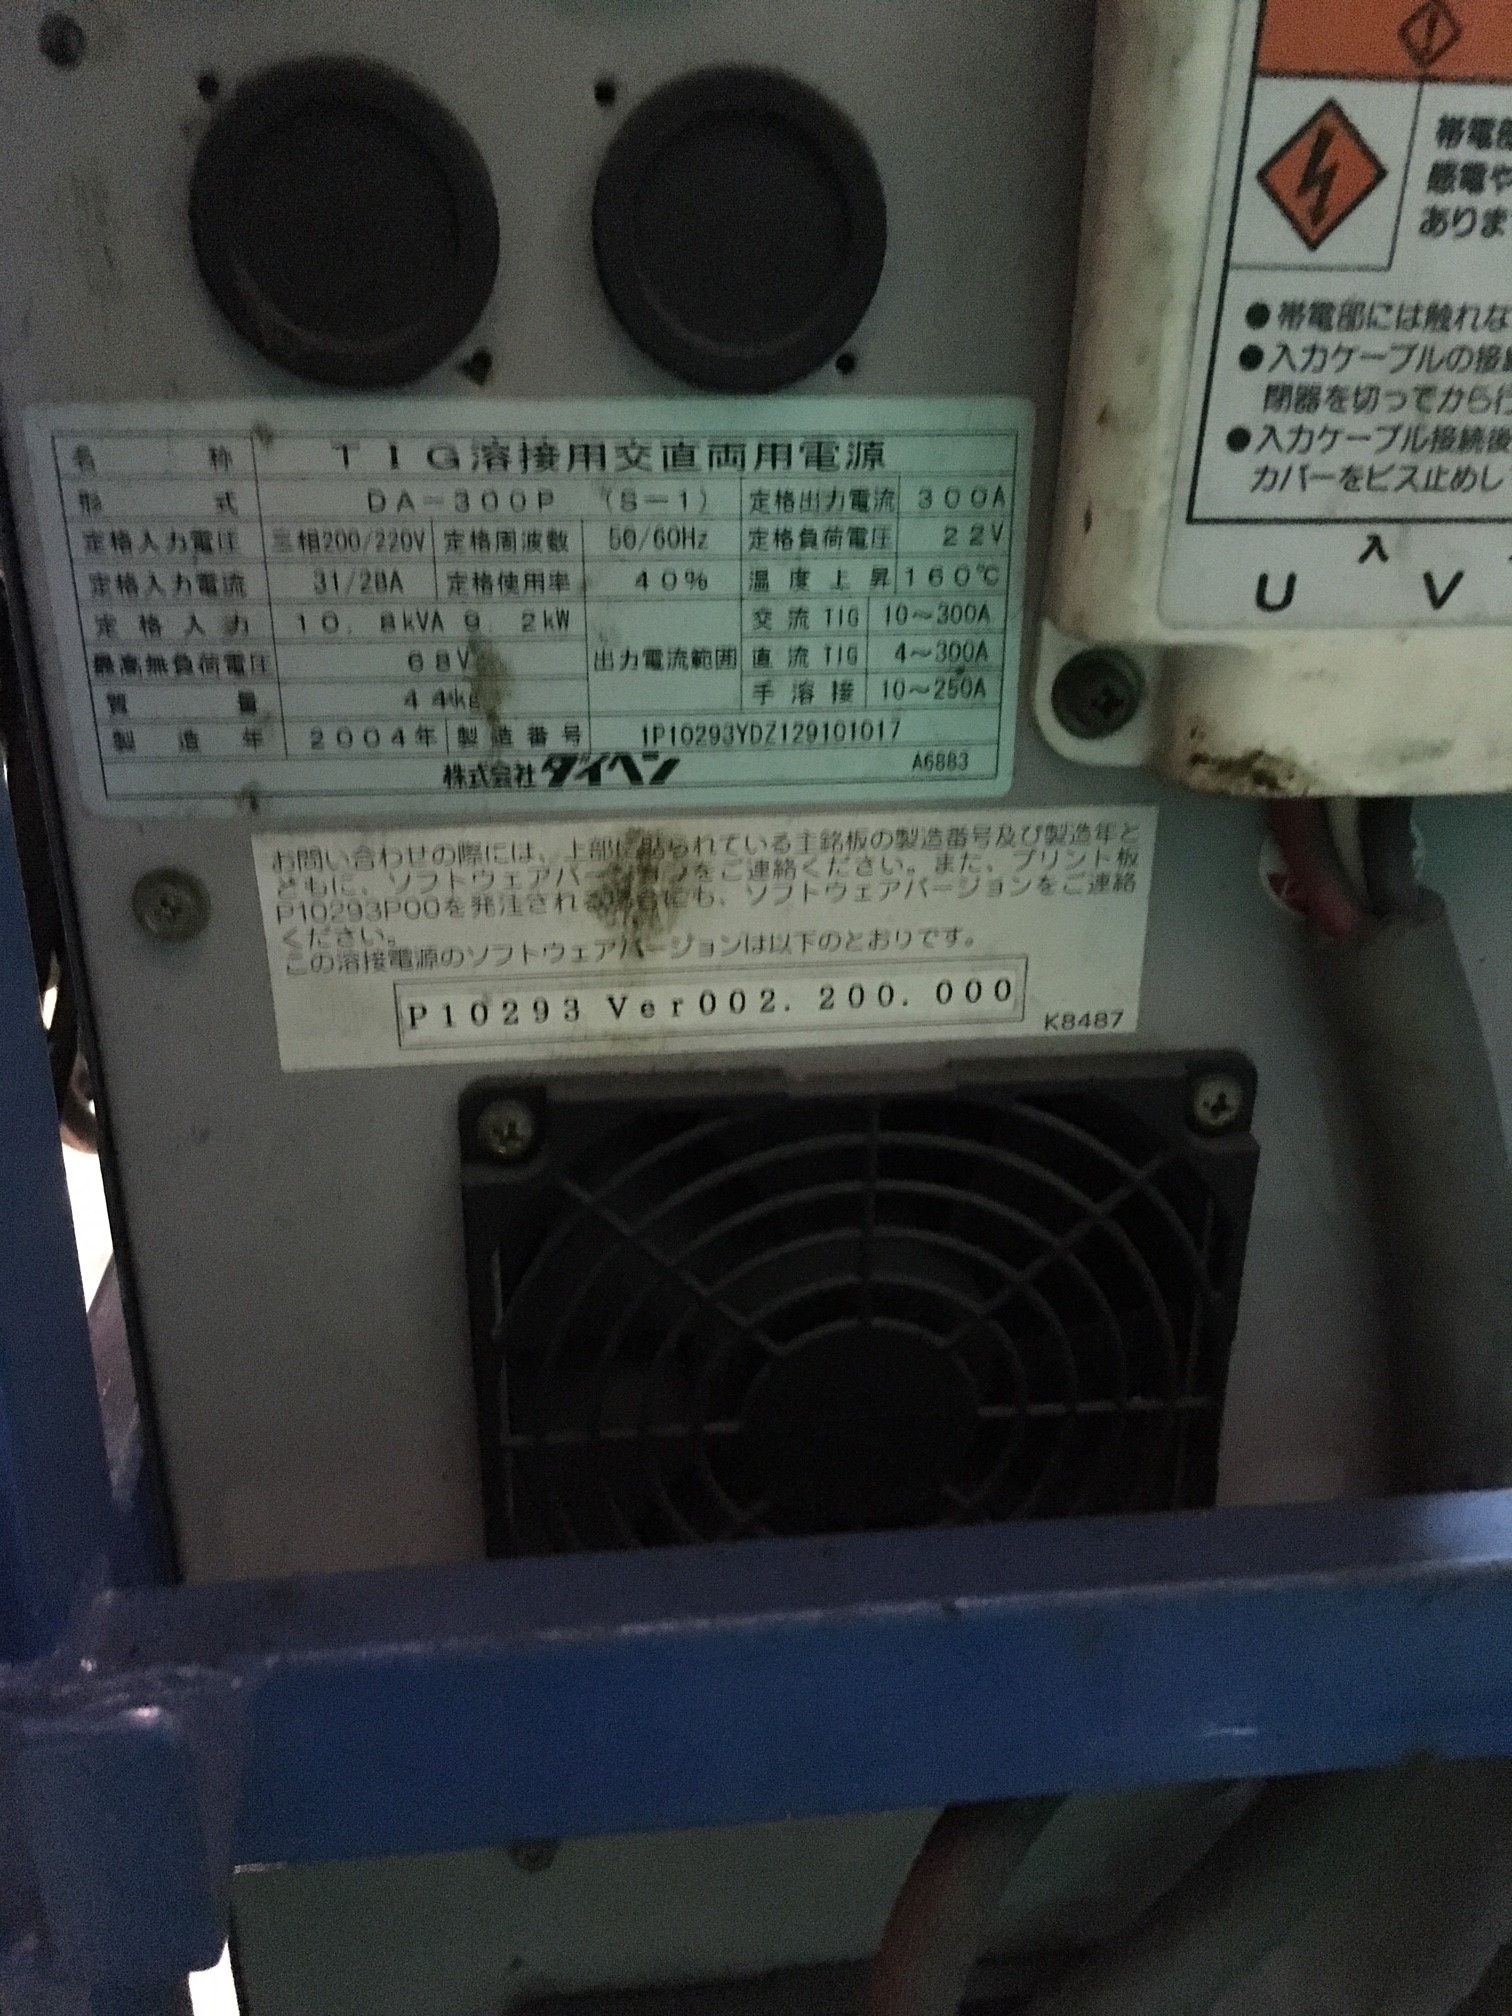 名称 TIG溶接用交直両用電源
形式 DA-300P (S-1) 定格出力電流 300A
定格入力電圧 三相200/220V 定格周波数 50/60Hz 定格負荷電圧 22V
定格入力電流 31/28A 定格使用率 40% 温度上昇 160℃
定格入力 10.8kVA 9.2kW 出力電流範囲 交流TIG 10~300A
最高無負荷電圧 68V 直流TIG 4~300A
質量 44kg 手溶接 10~250A
製造年 2004年 製造番号 1P10293YDZ129101017
株式会社ダイヘン A6883
お問い合わせの際には、上部に貼られている主銘板の製造番号及び製造年と
ともに、ソフトウェアバージョンをご連絡ください。また、プリント板
P10293P00を発注される場合にも、ソフトウェアバージョンをご連絡
ください。
この溶接電源のソフトウェアバージョンは以下のとおりです。
P10293 Ver002.200.000
K8487
帯電部
感電や
ありま
●帯電部には触れな
●入力ケーブルの接続
閉器を切ってから行
●入力ケーブル接続後
カバーをビス止めし
入
U V